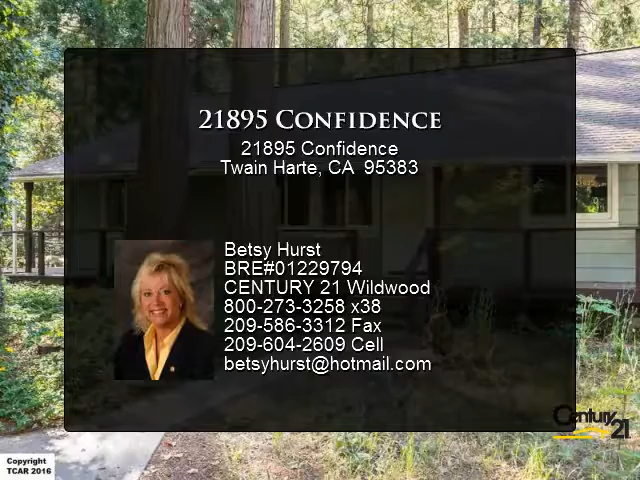 21895 Confidence
21895 Confidence
Twain Harte, CA 95383
Betsy Hurst
BRE#01229794
CENTURY 21 Wildwood
800-273-3258 x38
209-586-3312 Fax
209-604-2609 Cell
betsyhurst@hotmail.com
Century
21
Copyright
TCAR 2016